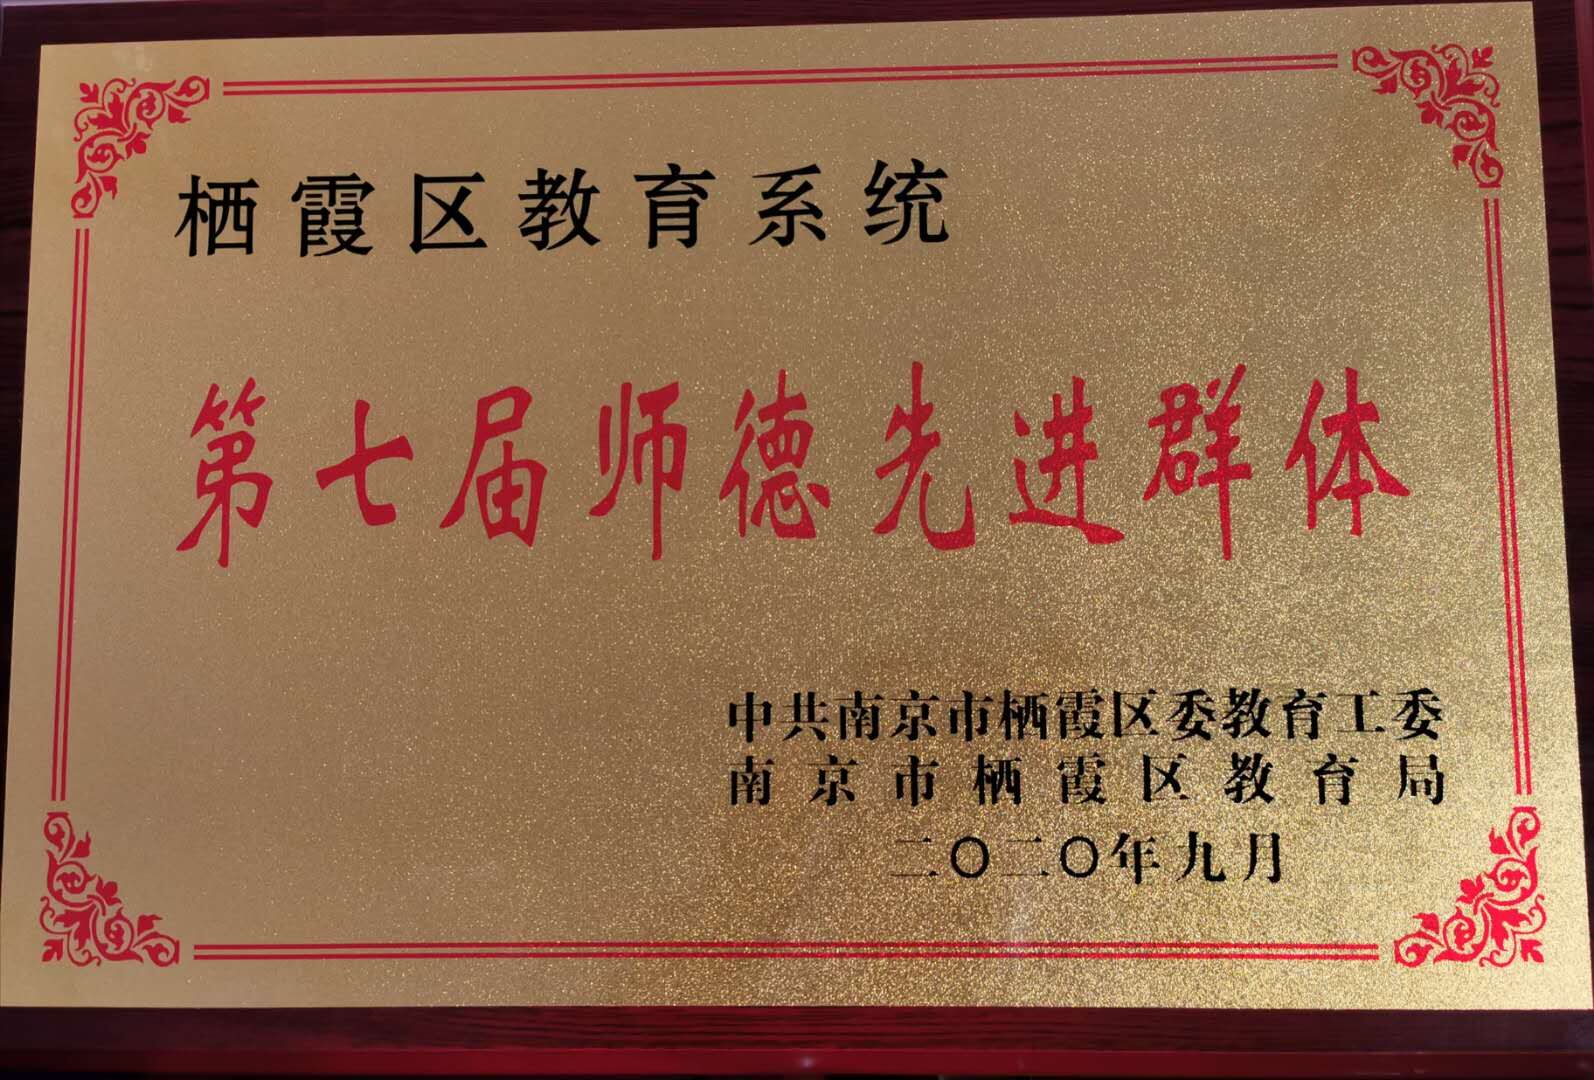 栖霞区教育系统
第七届师德先进群体
中共南京市栖霞区委教育工委
南京市栖霞区教育局
二〇二〇年九月